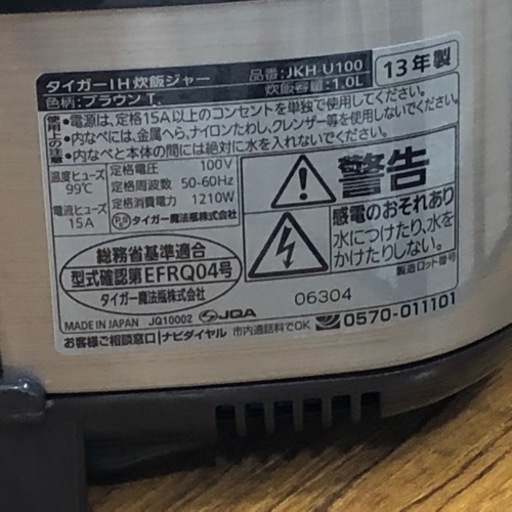 タイガーIH炊飯ジャー 品番:JKH-U100 13年製
色柄:ブラウン T. 炊飯容量:1.0L
使用上の注意
•電源は、定格15A以上のコンセントを単独で使用してください。
•内なべには、金属へら、ナイロンたわし、クレンザー等を使用しないでください。
•内なべと本体の間には絶対に水を入れないでください。
温度ヒューズ 99℃
電流ヒューズ 15A
定格電圧 100V
定格周波数 50-60Hz
定格消費電力 1210W
PSE タイガー魔法瓶株式会社
警告
感電のおそれあり
水につけたり、水を
かけたりしない。
総務省基準適合
型式確認第EFRQ04号
タイガー魔法瓶株式会社
製造ロット番号
06304
MADE IN JAPAN JQ10002 JQA
お客様ご相談窓口 ナビダイヤル 市内通話料でOK 0570-011101